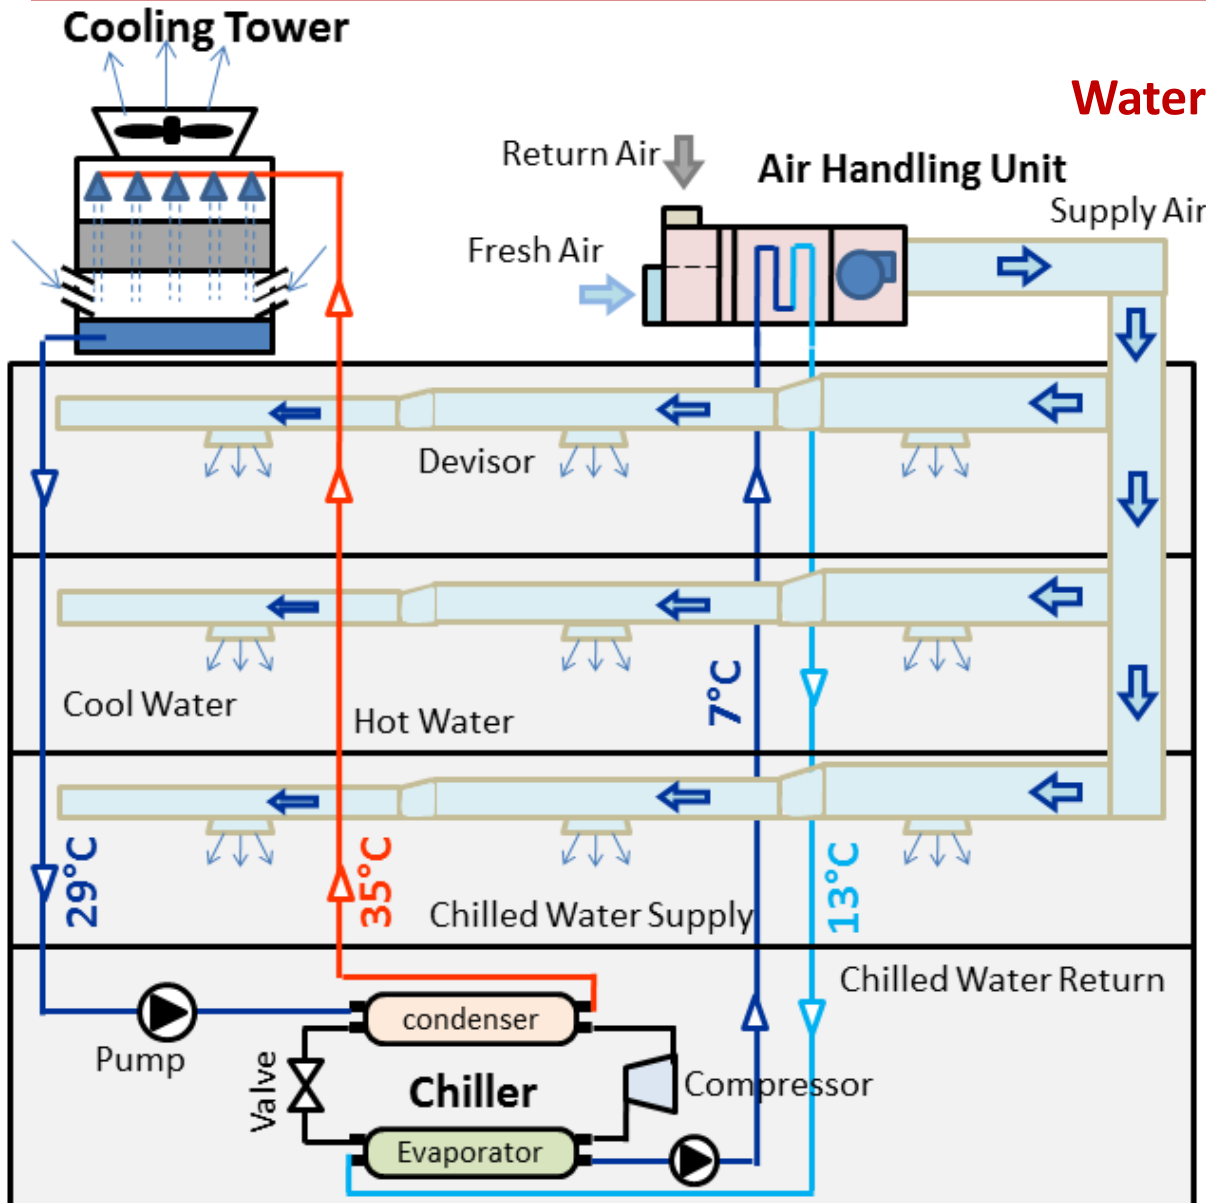 Cooling Tower
Water
Return Air
Air Handling Unit
Supply Air
Fresh Air
Devisor
Cool Water
Hot Water
7°C
29°C
35°C
13°C
Chilled Water Supply
Chilled Water Return
condenser
Pump
Valve
Chiller
Compressor
Evaporator